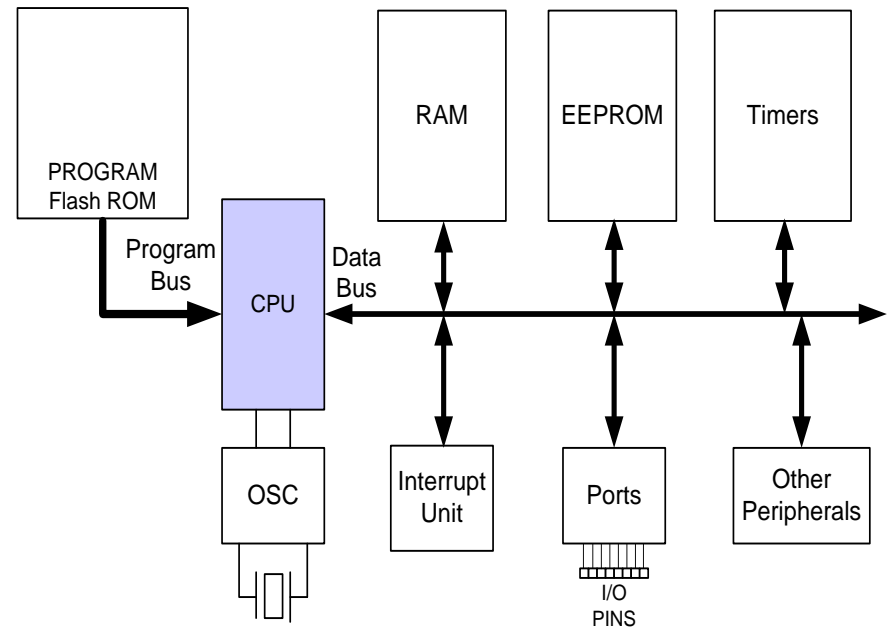 RAM
EEPROM
Timers
PROGRAM
Flash ROM
Program
Bus
CPU
Data
Bus
OSC
Interrupt
Unit
Ports
Other
Peripherals
I/O
PINS